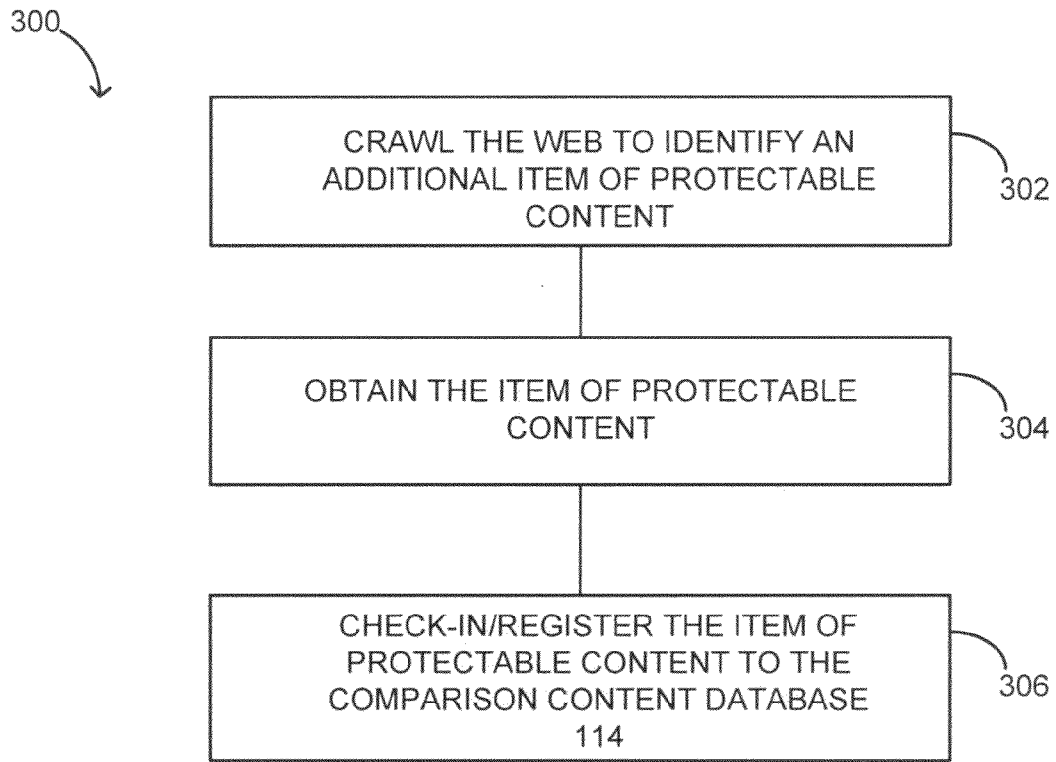 300
CRAWL THE WEB TO IDENTIFY AN
ADDITIONAL ITEM OF PROTECTABLE
CONTENT
302
OBTAIN THE ITEM OF PROTECTABLE
CONTENT
304
CHECK-IN/REGISTER THE ITEM OF
PROTECTABLE CONTENT TO THE
COMPARISON CONTENT DATABASE
114
306